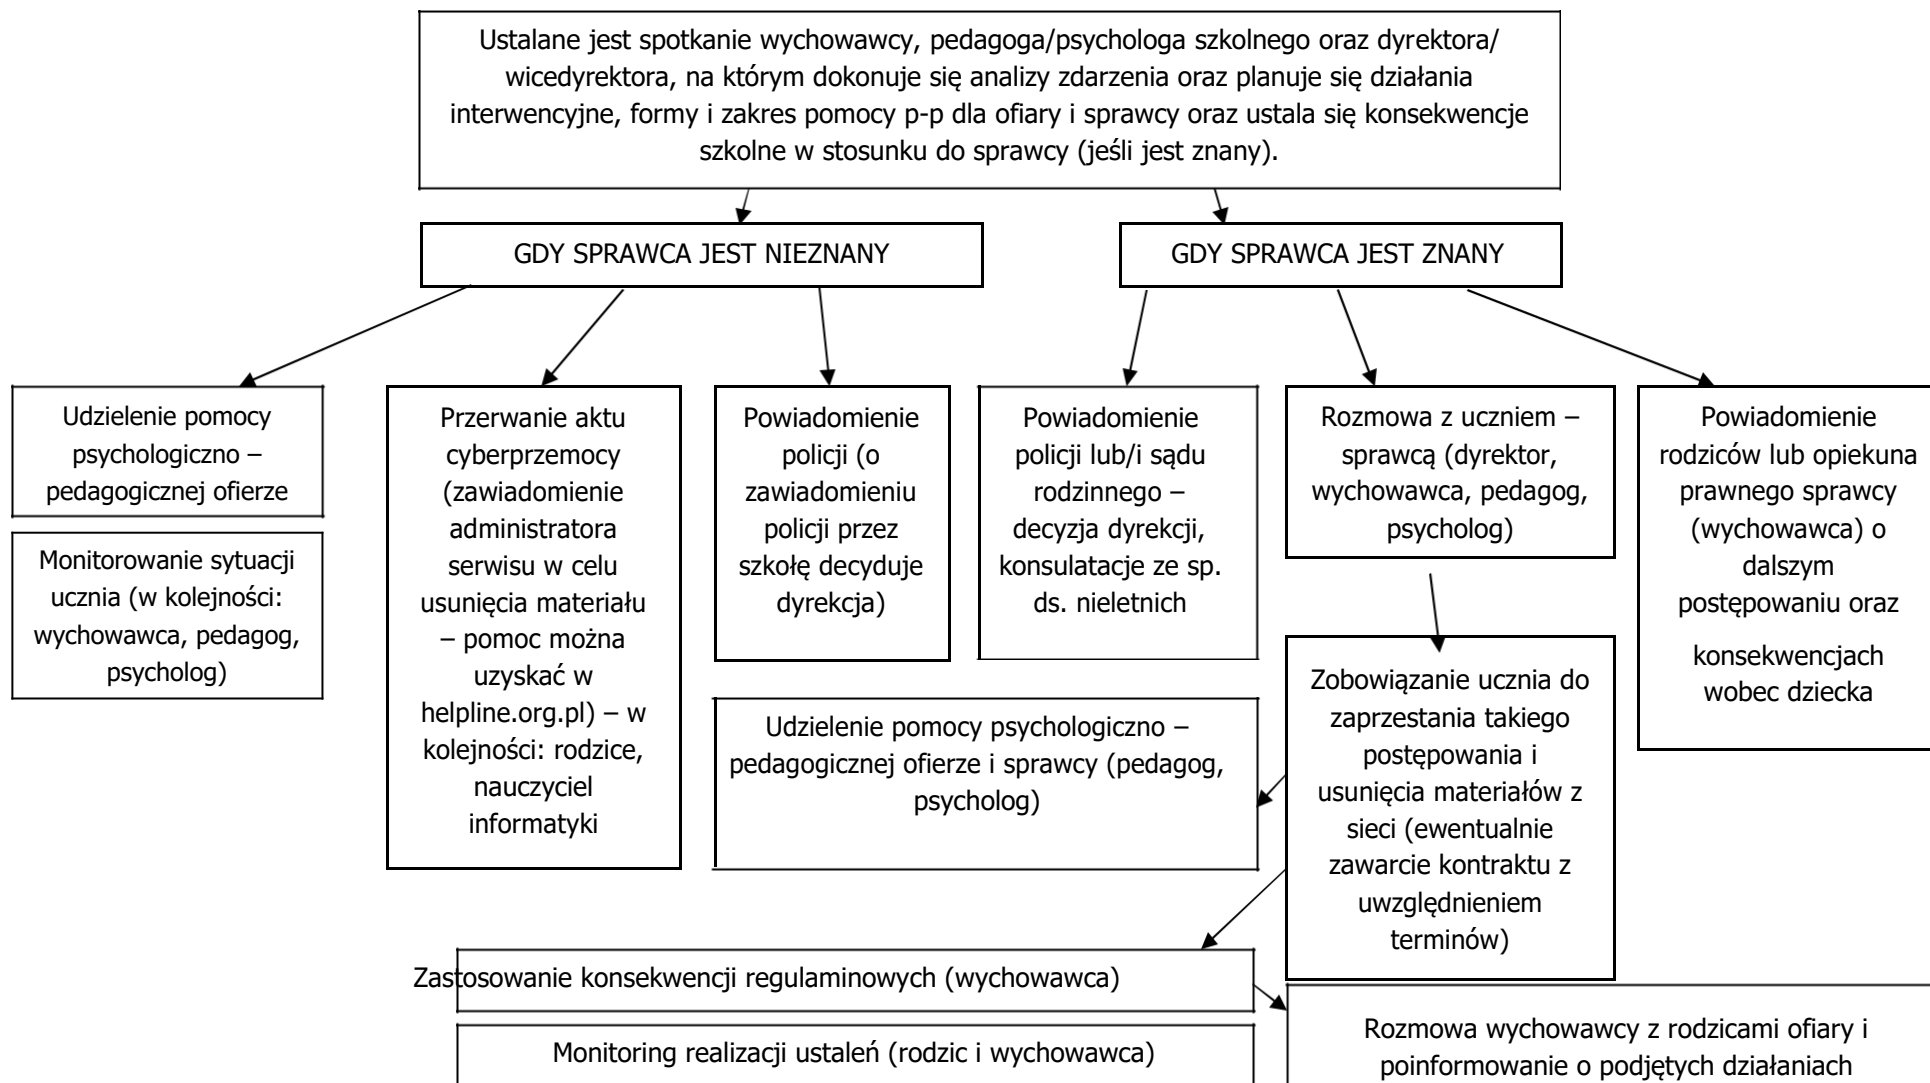 Ustalane jest spotkanie wychowawcy, pedagoga/psychologa szkolnego oraz dyrektora/
wicedyrektora, na którym dokonuje się analizy zdarzenia oraz planuje się działania
interwencyjne, formy i zakres pomocy p-p dla ofiary i sprawcy oraz ustala się konsekwencje
szkolne w stosunku do sprawcy (jeśli jest znany).
GDY SPRAWCA JEST NIEZNANY
GDY SPRAWCA JEST ZNANY
Udzielenie pomocy
psychologiczno –
pedagogicznej ofierze
Monitorowanie sytuacji
ucznia (w kolejności:
wychowawca, pedagog,
psycholog)
Przerwanie aktu
cyberprzemocy
(zawiadomienie
administratora
serwisu w celu
usunięcia materiału
– pomoc można
uzyskać w
helpline.org.pl) – w
kolejności: rodzice,
nauczyciel
informatyki
Powiadomienie
policji (o
zawiadomieniu
policji przez
szkołę decyduje
dyrekcja)
Powiadomienie
policji lub/i sądu
rodzinnego –
decyzja dyrekcji,
konsulatacje ze sp.
ds. nieletnich
Rozmowa z uczniem –
sprawcą (dyrektor,
wychowawca, pedagog,
psycholog)
Powiadomienie
rodziców lub opiekuna
prawnego sprawcy
(wychowawca) o
dalszym
postępowaniu oraz
konsekwencjach
wobec dziecka
Zobowiązanie ucznia do
zaprzestania takiego
postępowania i
usunięcia materiałów z
sieci (ewentualnie
zawarcie kontraktu z
uwzględnieniem
terminów)
Udzielenie pomocy psychologiczno –
pedagogicznej ofierze i sprawcy (pedagog,
psycholog)
Zastosowanie konsekwencji regulaminowych (wychowawca)
Monitoring realizacji ustaleń (rodzic i wychowawca)
Rozmowa wychowawcy z rodzicami ofiary i
poinformowanie o podjętych działaniach